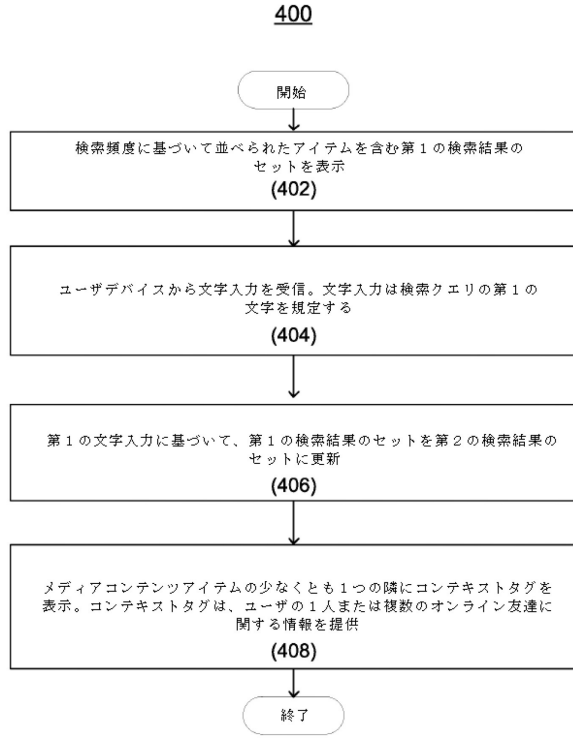 400
開始
検索頻度に基づいて並べられたアイテムを含む第１の検索結果の
セットを表示
(402)
ユーザデバイスから文字入力を受信。文字入力は検索クエリの第１の
文字を規定する
(404)
第１の文字入力に基づいて、第１の検索結果のセットを第２の検索結果の
セットに更新
(406)
メディアコンテンツアイテムの少なくとも１つの隣にコンテキストタグを
表示。コンテキストタグは、ユーザの１人または複数のオンライン友達に
関する情報を提供
(408)
終了